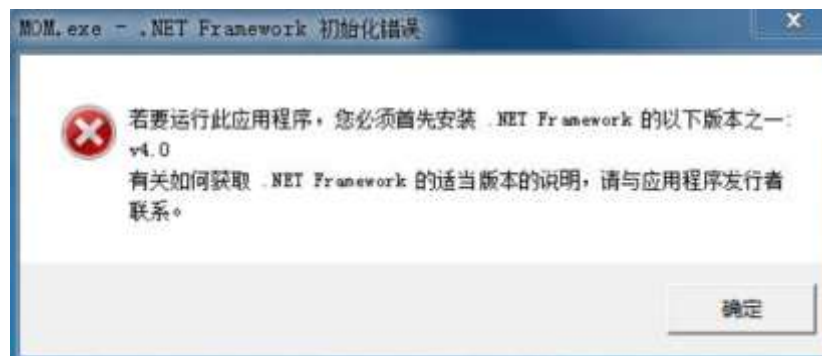 MOM.exe - .NET Framework 初始化错误
若要运行此应用程序，您必须首先安装 .NET Framework 的以下版本之一:
v4.0
有关如何获取 .NET Framework 的适当版本的说明，请与应用程序发行者
联系。
确定